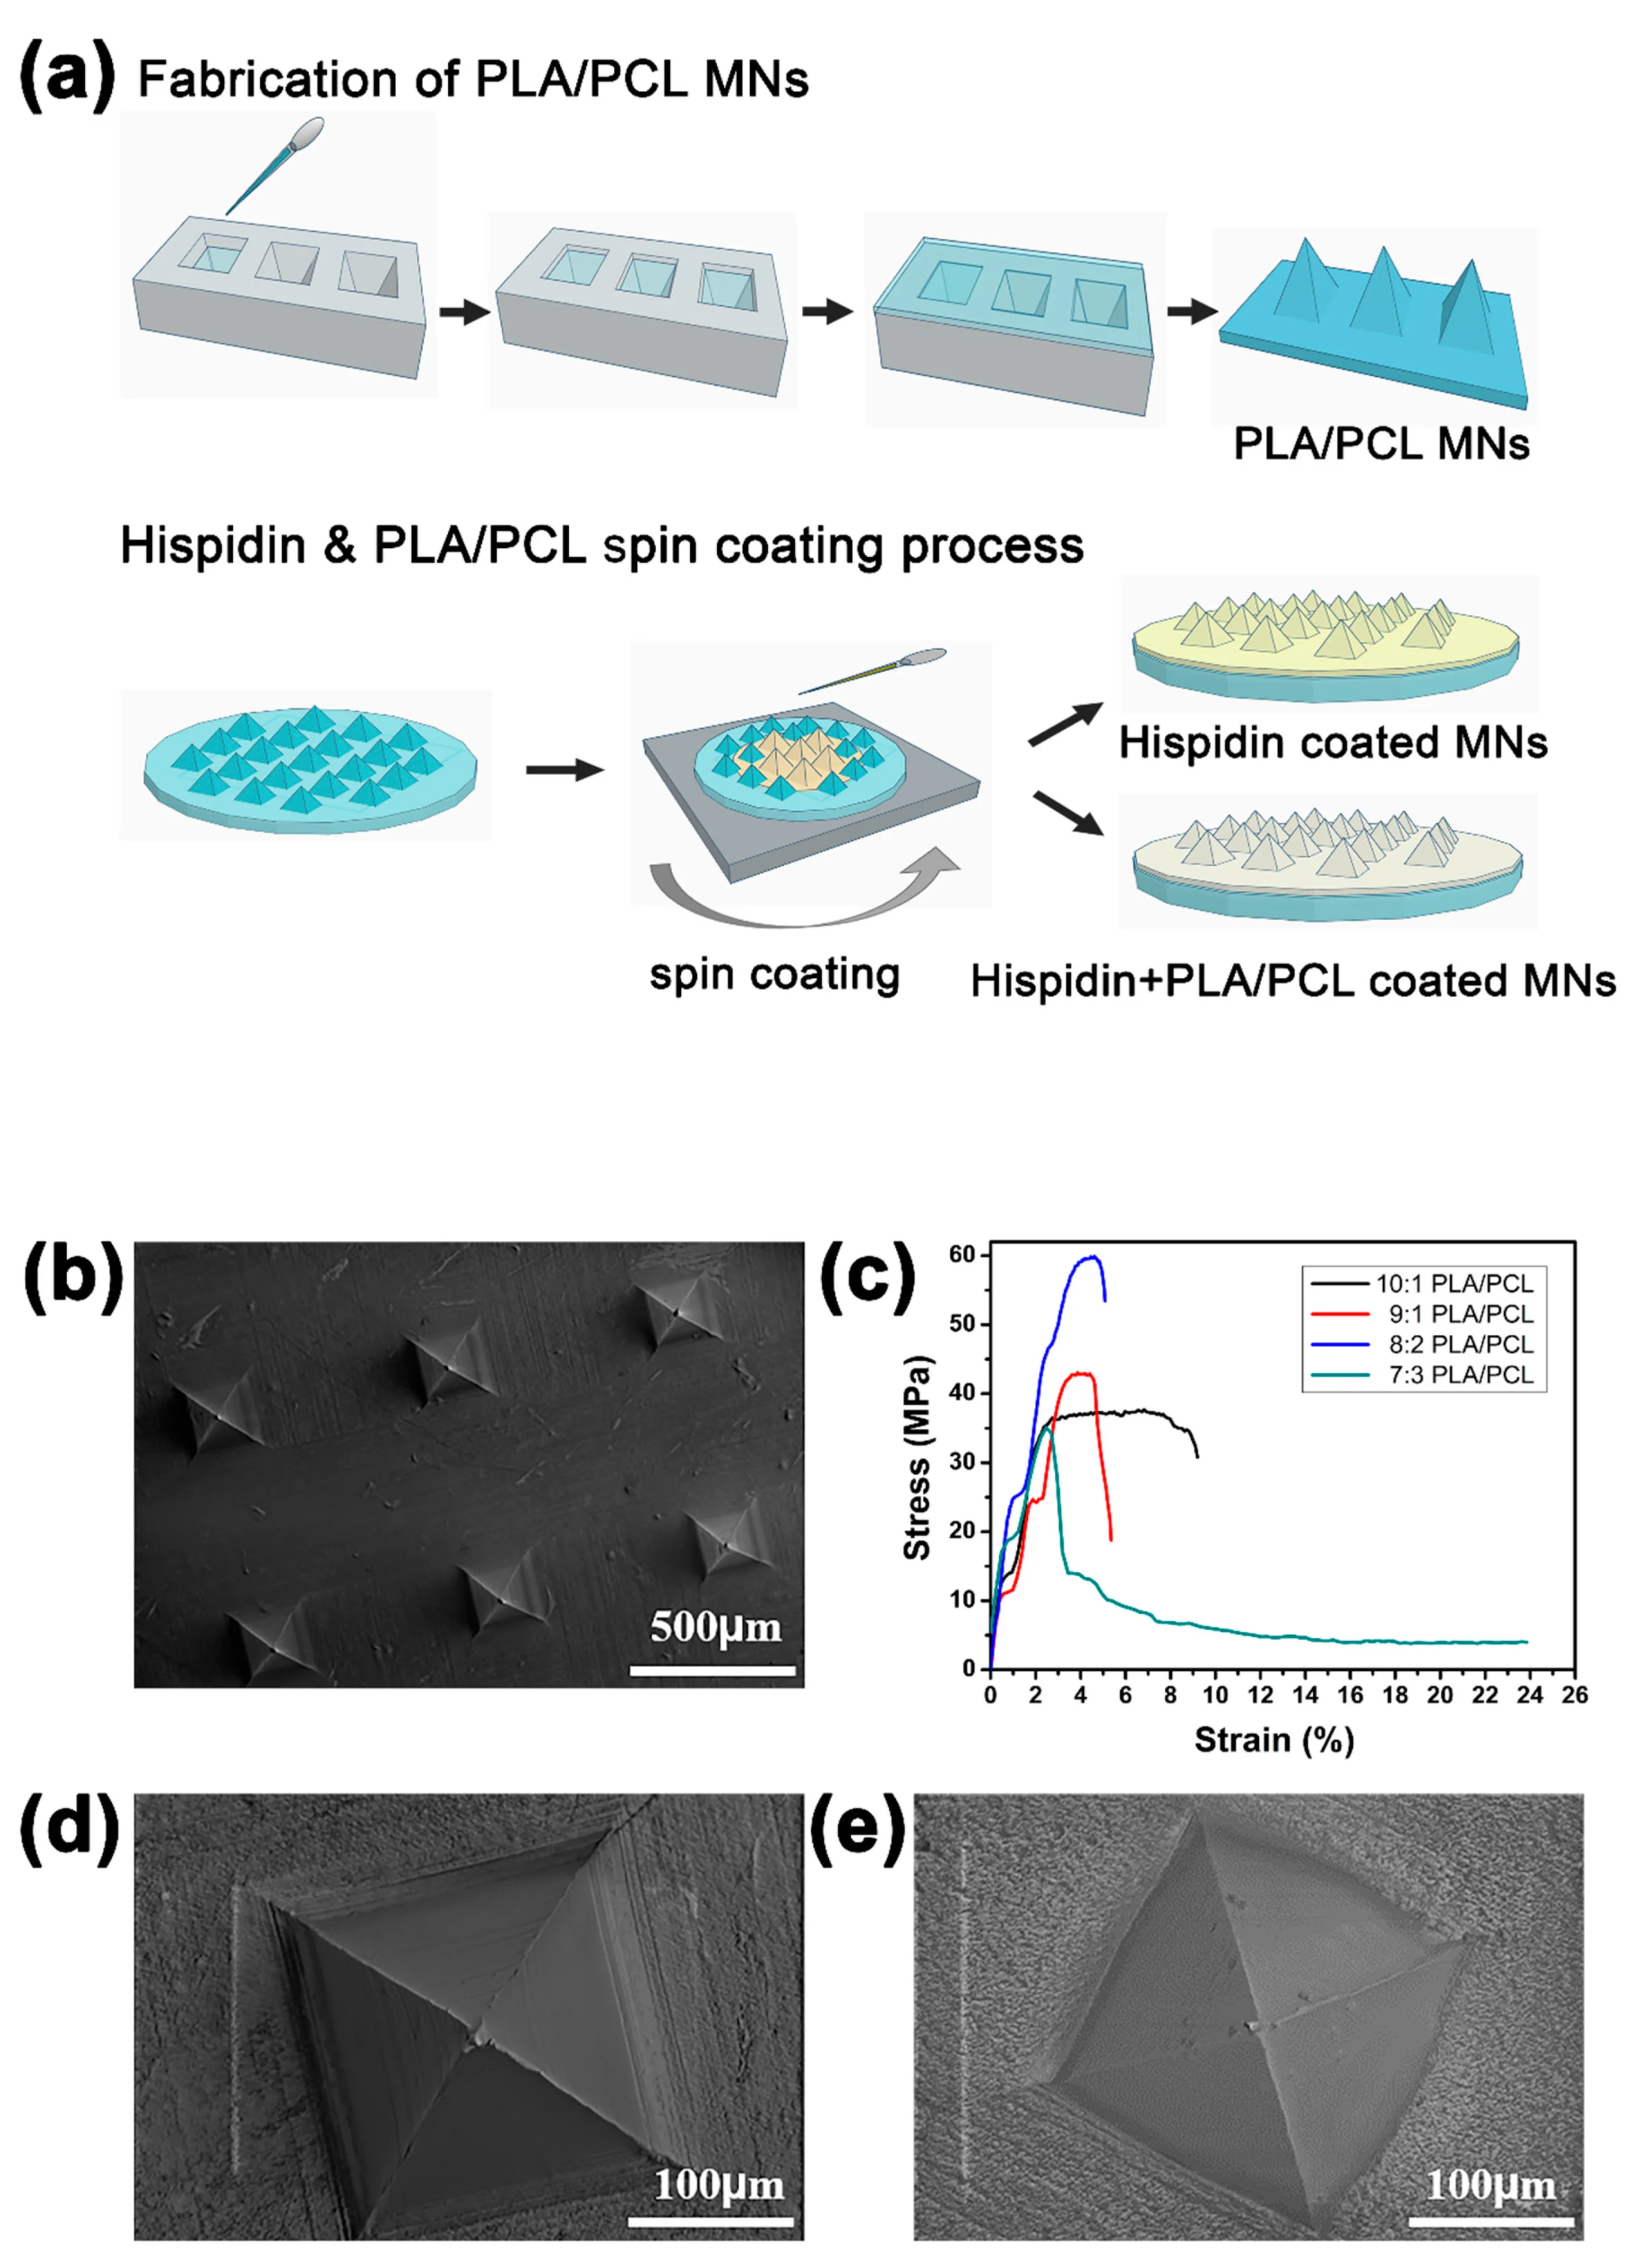 (a) Fabrication of PLA/PCL MNs
PLA/PCL MNs
Hispidin & PLA/PCL spin coating process
Hispidin coated MNs
spin coating
Hispidin+PLA/PCL coated MNs
(b)
500μm
(c)
60
50
40
30
20
10
0
Stress (MPa)
10:1 PLA/PCL
9:1 PLA/PCL
8:2 PLA/PCL
7:3 PLA/PCL
0 2 4 6 8 10 12 14 16 18 20 22 24 26
Strain (%)
(d)
100μm
(e)
100μm